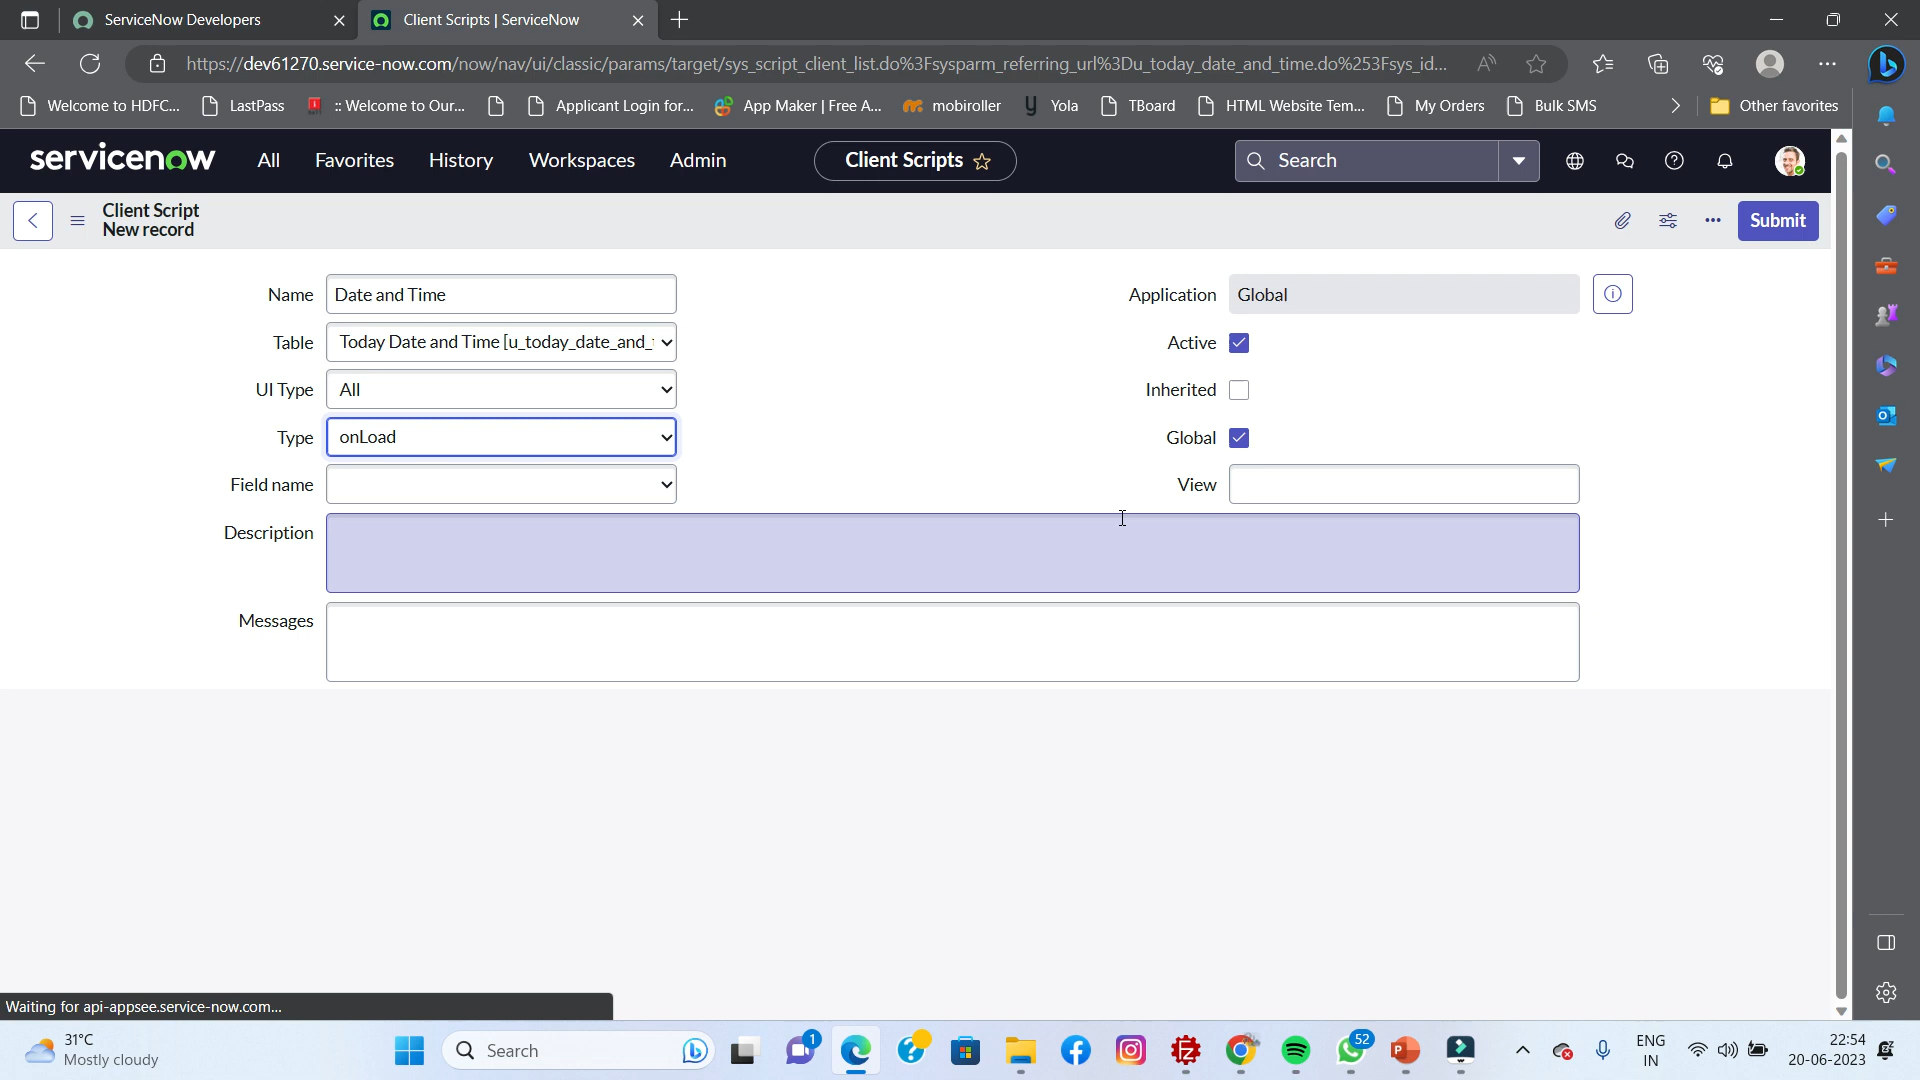 ServiceNow Developers
Client Scripts | ServiceNow
https://dev61270.service-now.com/now/nav/ui/classic/params/target/sys_script_client_list.do%3Fsysparm_referring_url%3Du_today_date_and_time.do%253Fsys_id...
Welcome to HDFC...
LastPass
:: Welcome to Our...
Applicant Login for...
App Maker | Free A...
mobiroller
Yola
TBoard
HTML Website Tem...
My Orders
Bulk SMS
Other favorites
servicenow
All
Favorites
History
Workspaces
Admin
Client Scripts
Search
Client Script
New record
Submit
Name
Date and Time
Application
Global
Table
Today Date and Time [u_today_date_and_
Active
UI Type
All
Inherited
Type
onLoad
Global
Field name
View
Description
Messages
Waiting for api-appsee.service-now.com...
31°C
Mostly cloudy
Search
1
52
ENG
IN
22:54
20-06-2023